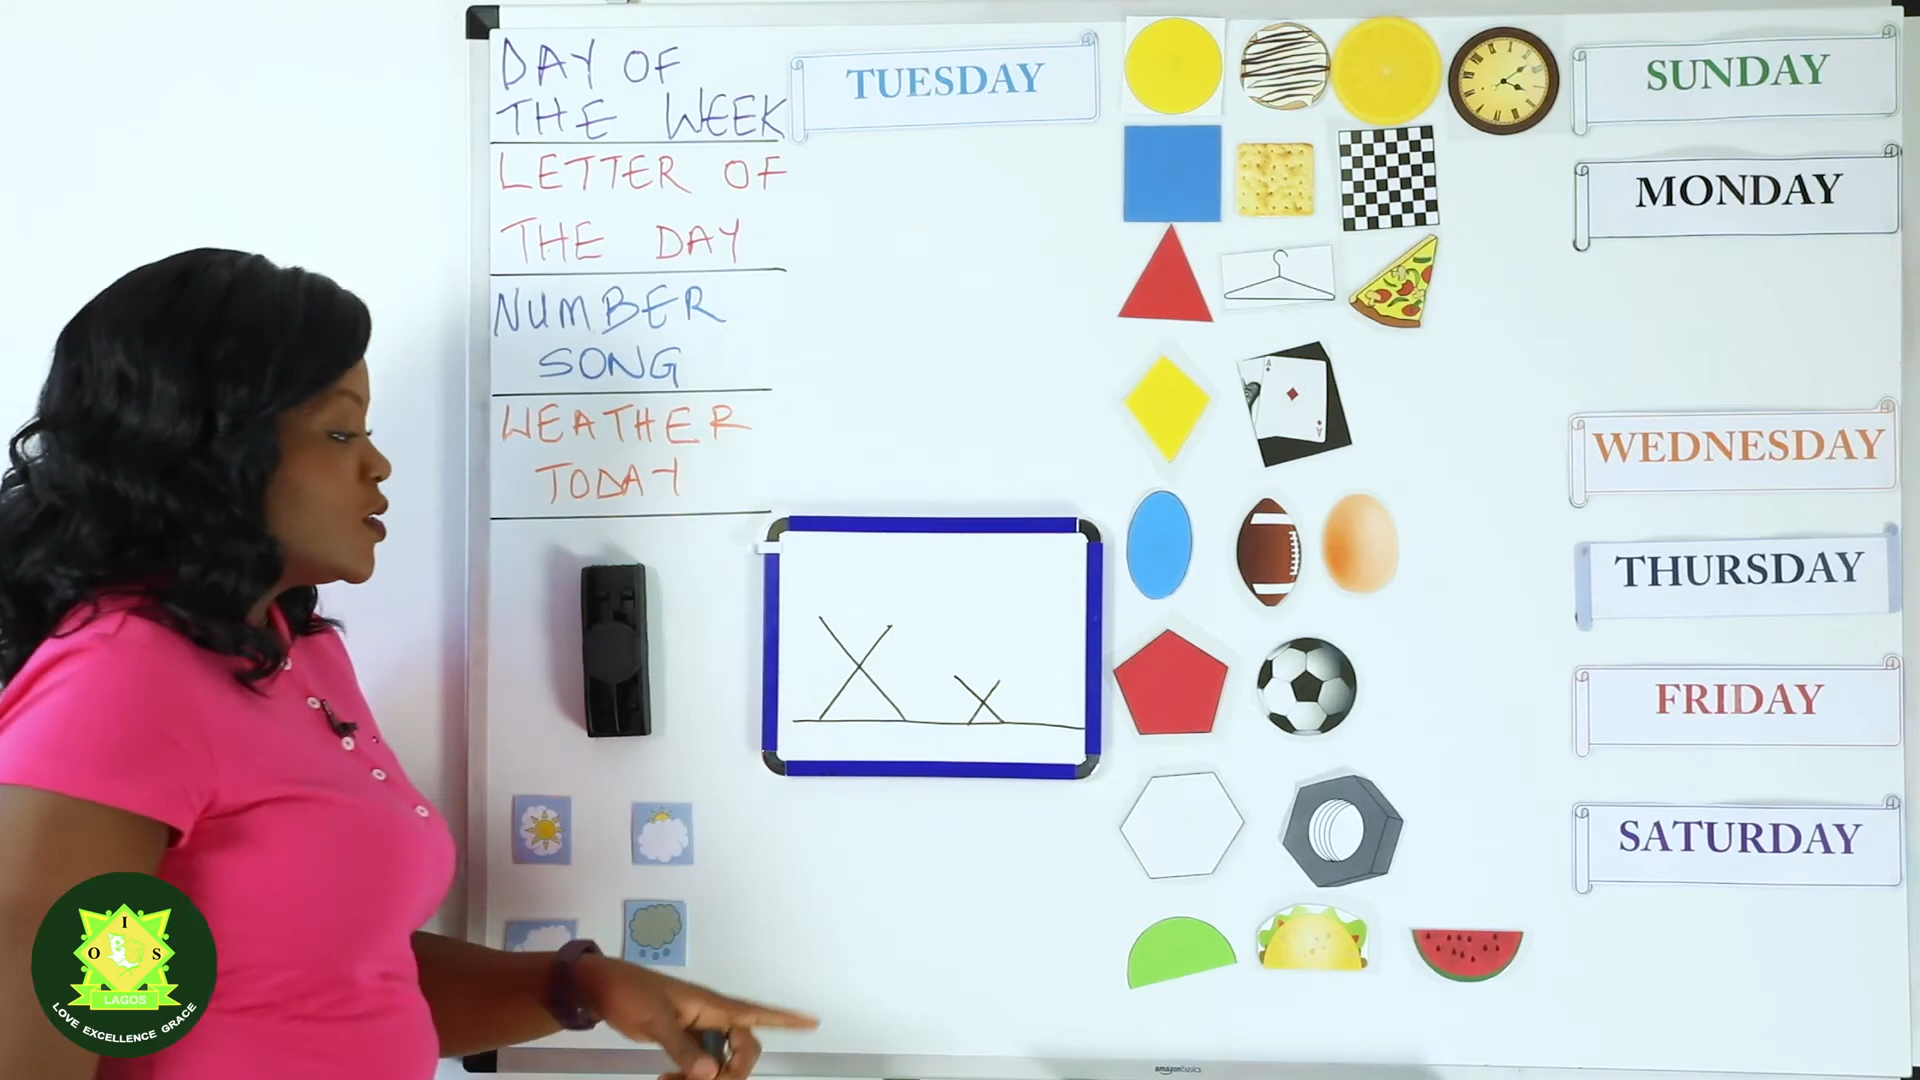 DAY OF
THE WEEK
LETTER OF
THE DAY
NUMBER
SONG
WEATHER
TODAY
TUESDAY
X x
SUNDAY
MONDAY
WEDNESDAY
THURSDAY
FRIDAY
SATURDAY
A
A
I
O S
LAGOS
LOVE EXCELLENCE GRACE
amazonbasics